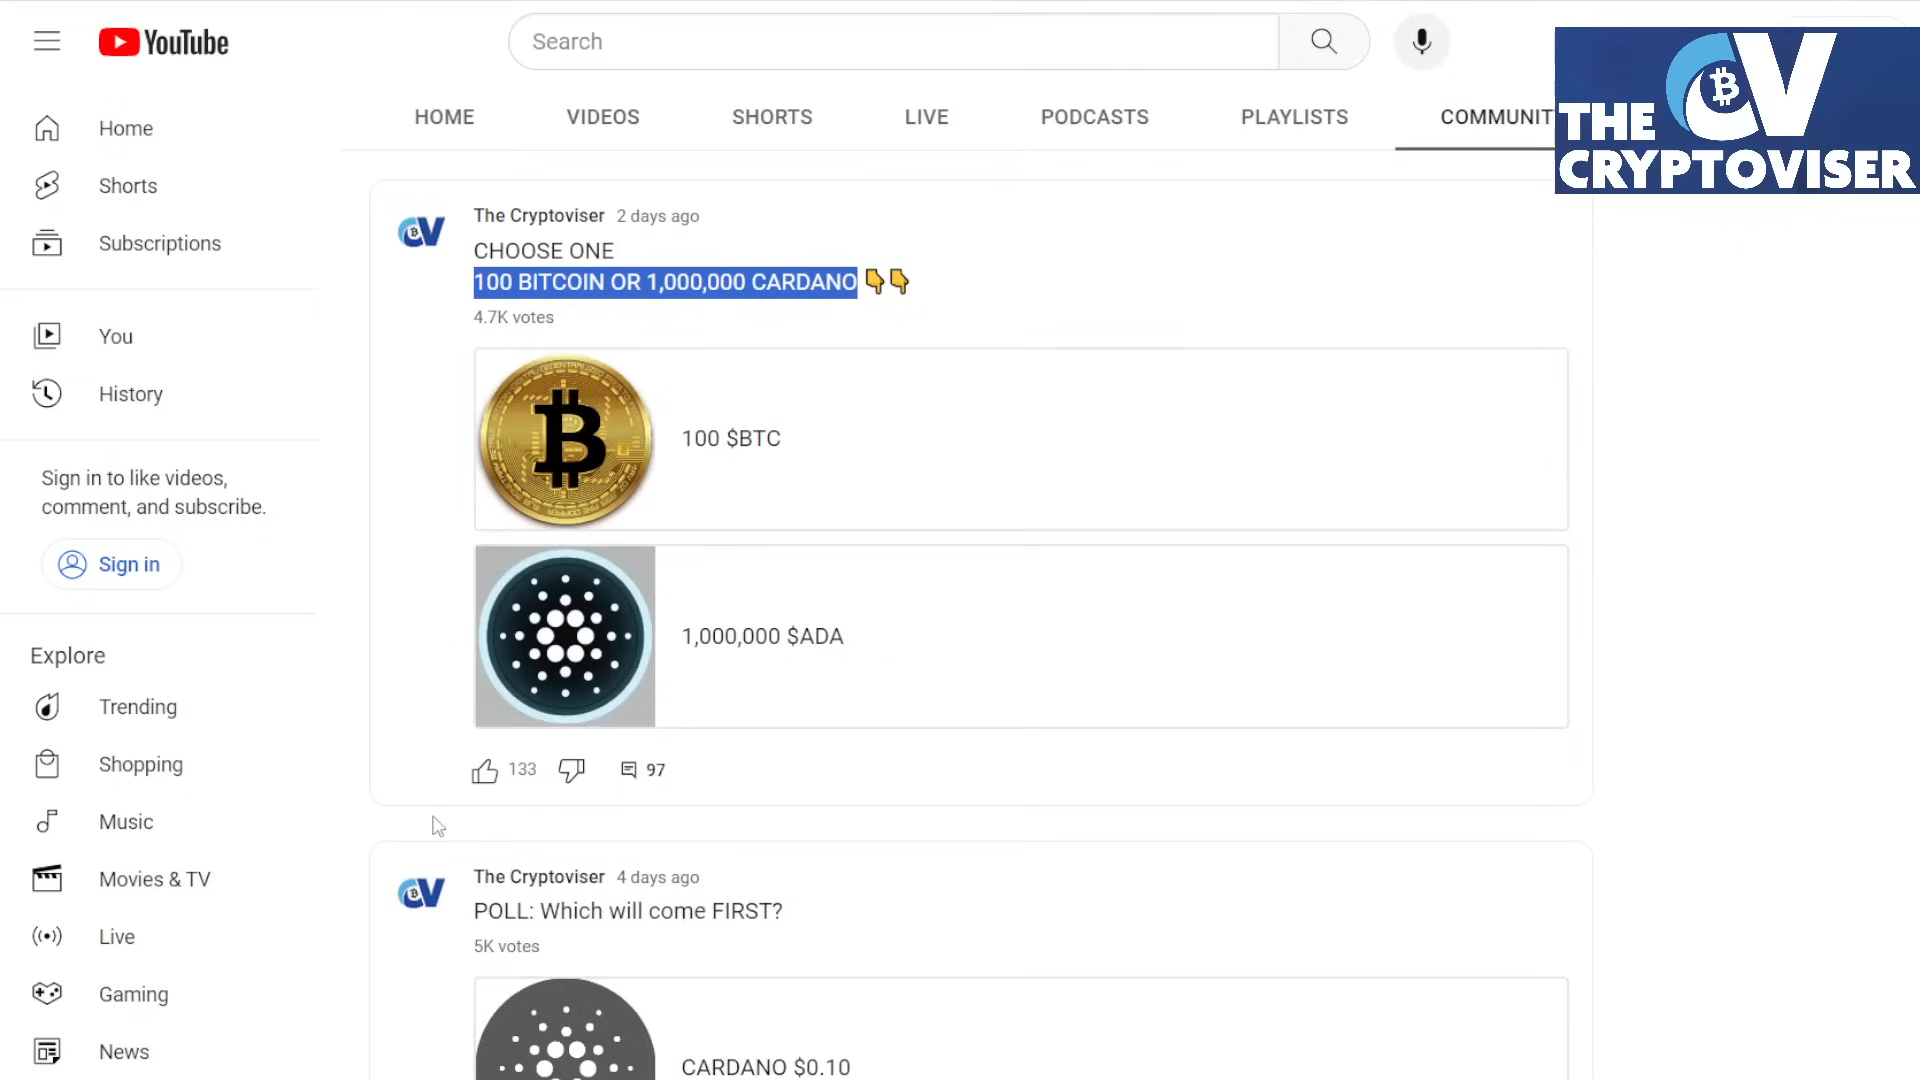 YouTube
Search
THE
CRYPTOVISER
HOME
VIDEOS
SHORTS
LIVE
PODCASTS
PLAYLISTS
COMMUNIT
Home
Shorts
Subscriptions
You
History
Sign in to like videos,
comment, and subscribe.
Sign in
Explore
Trending
Shopping
Music
Movies & TV
Live
Gaming
News
The Cryptoviser 2 days ago
CHOOSE ONE
100 BITCOIN OR 1,000,000 CARDANO 👇👇
4.7K votes
100 $BTC
1,000,000 $ADA
133
97
The Cryptoviser 4 days ago
POLL: Which will come FIRST?
5K votes
CARDANO $0.10